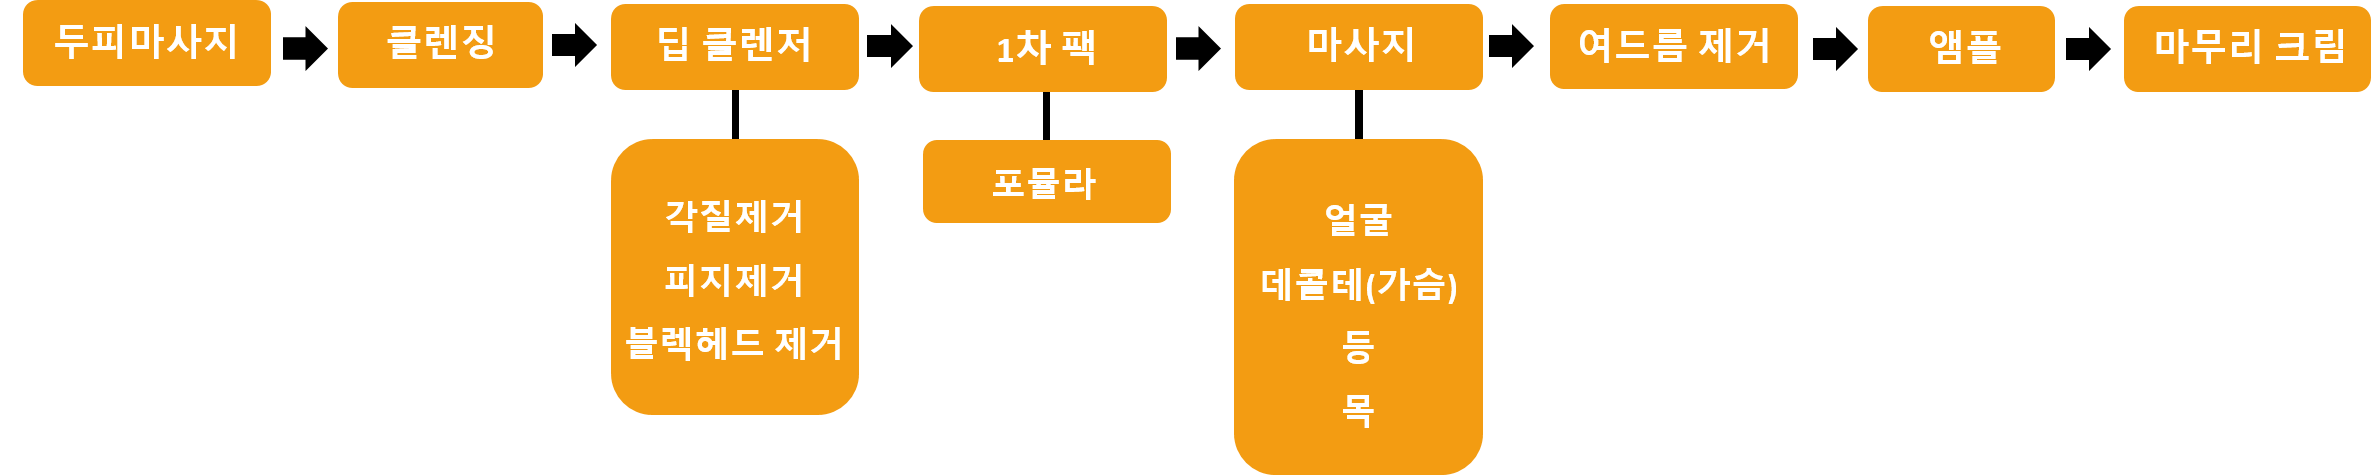 두피마사지
클렌징
딥 클렌저
1차 팩
마사지
여드름 제거
앰플
마무리 크림
각질제거
피지제거
블렉헤드 제거
포뮬라
얼굴
데콜테(가슴)
등
목